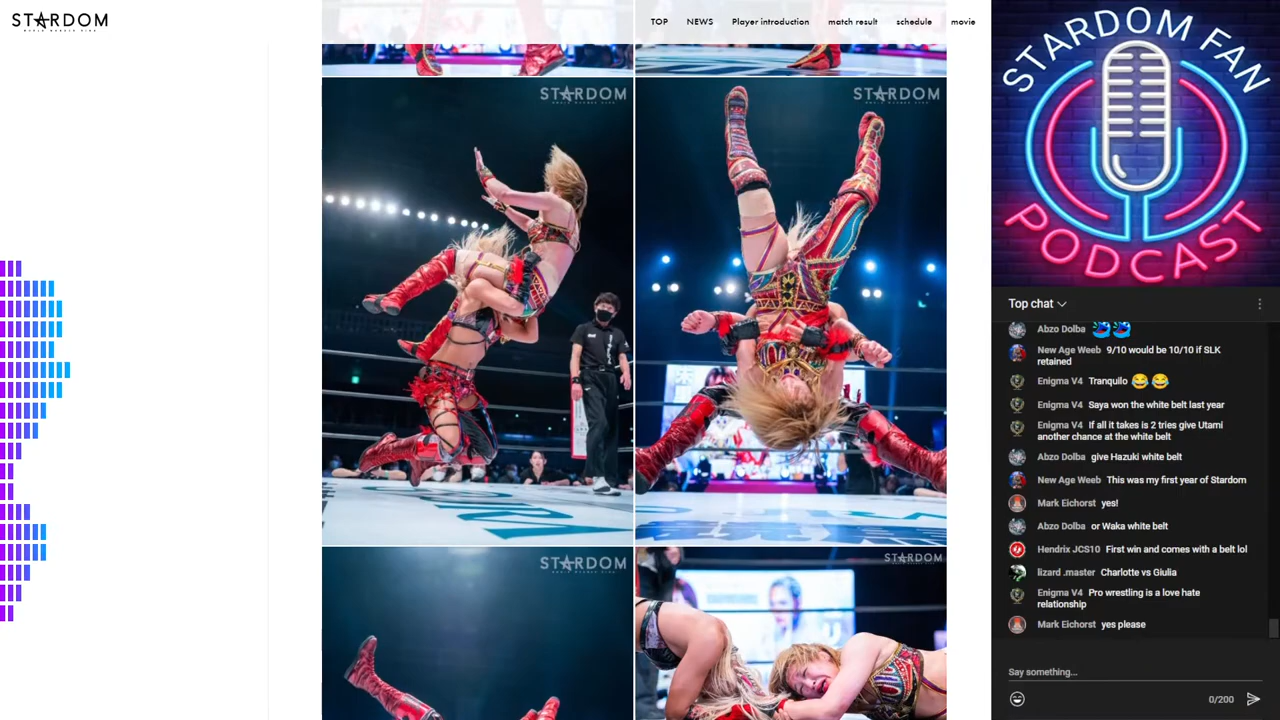 STARDOM
TOP NEWS Player introduction match result schedule movie
STARDOM
STARDOM
STARDOM
STARDOM
STARDOM FAN
PODCAST
Top chat
Abzo Dolba
New Age Weeb 9/10 would be 10/10 if SLK
retained
Enigma V4 Tranquilo 😂😂
Enigma V4 Saya won the white belt last year
Enigma V4 If all it takes is 2 tries give Utami
another chance at the white belt
Abzo Dolba give Hazuki white belt
New Age Weeb This was my first year of Stardom
Mark Eichorst yes!
Abzo Dolba or Waka white belt
Hendrix JCS10 First win and comes with a belt lol
lizard .master Charlotte vs Giulia
Enigma V4 Pro wrestling is a love hate
relationship
Mark Eichorst yes please
Say something...
0/200